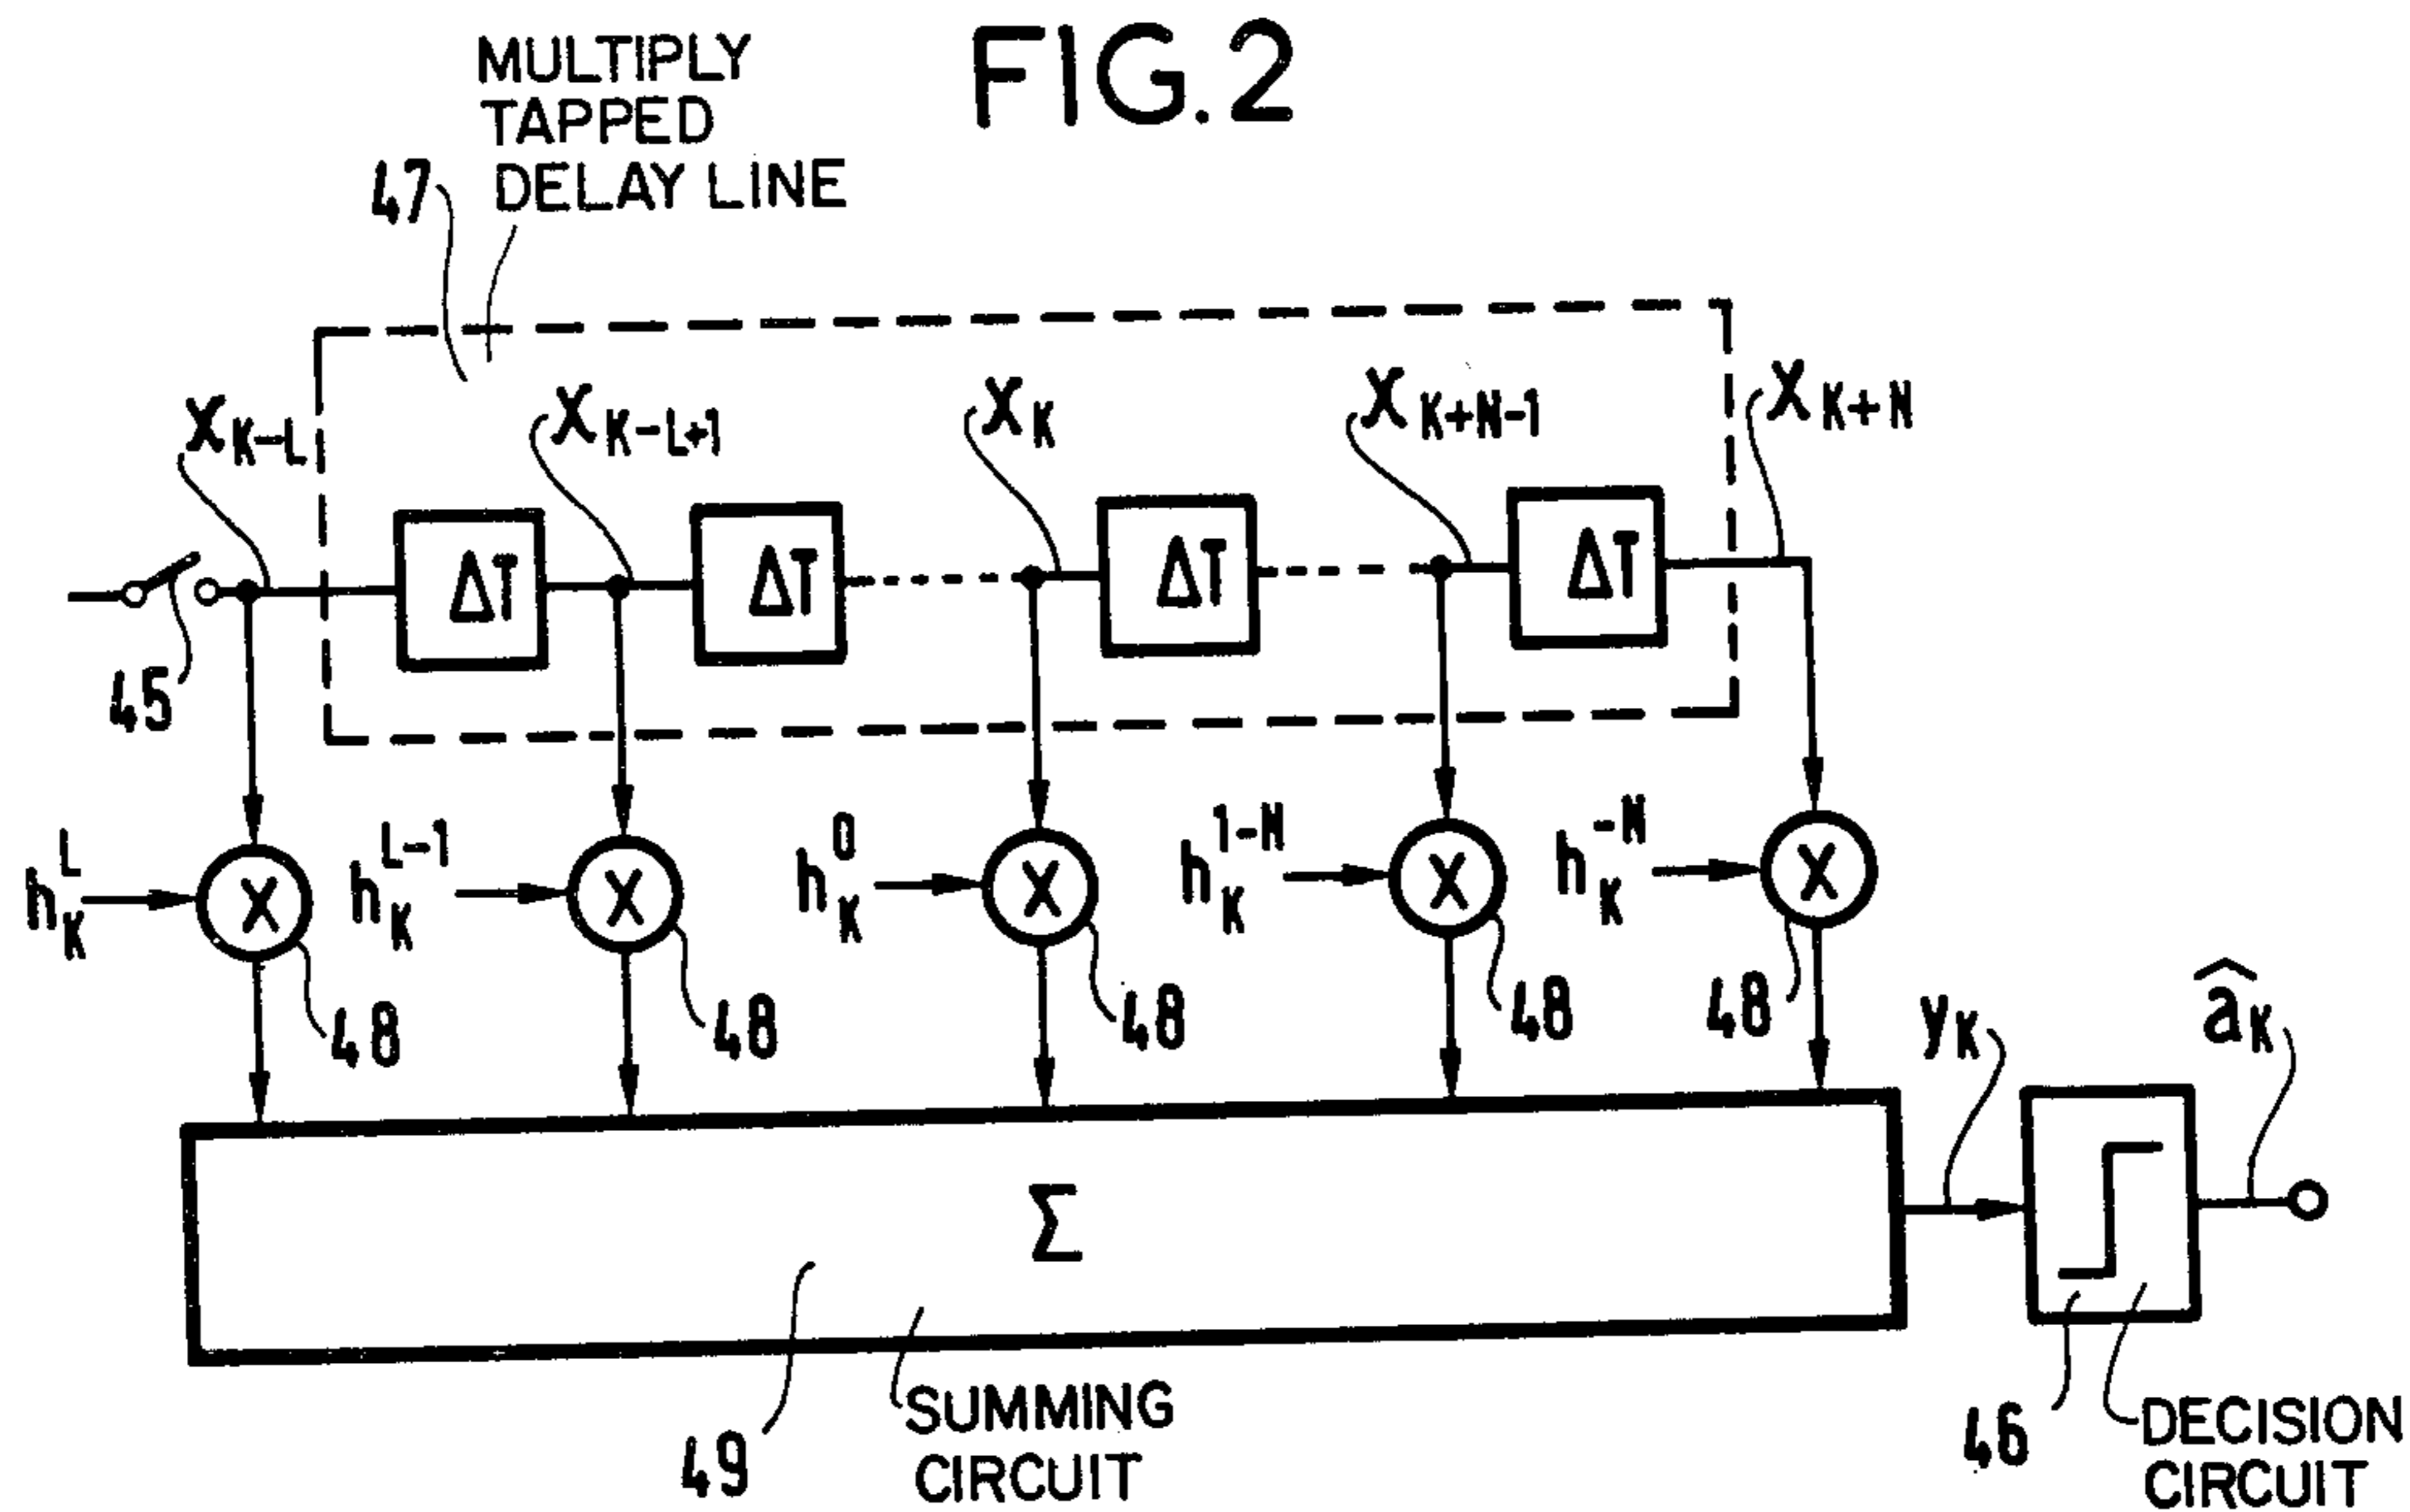 FIG.2
MULTIPLY
TAPPED
DELAY LINE
47
X K-L
X K-L+1
X K
X K+N-1
X K+N
ΔT ΔT ΔT ΔT
45
h K L
h K L-1
h K 0
h K 1-N
h K -N
X X X X X
48 48 48 48 48
y K
â K
Σ
49
SUMMING
CIRCUIT
46
DECISION
CIRCUIT